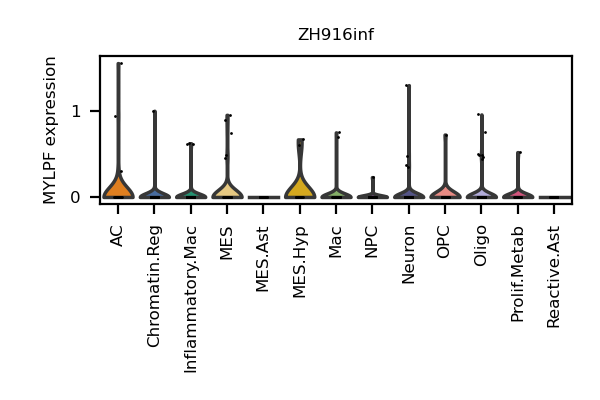 ZH916inf
MYLPF expression
1
0
AC
Chromatin.Reg
Inflammatory.Mac
MES
MES.Ast
MES.Hyp
Mac
NPC
Neuron
OPC
Oligo
Prolif.Metab
Reactive.Ast